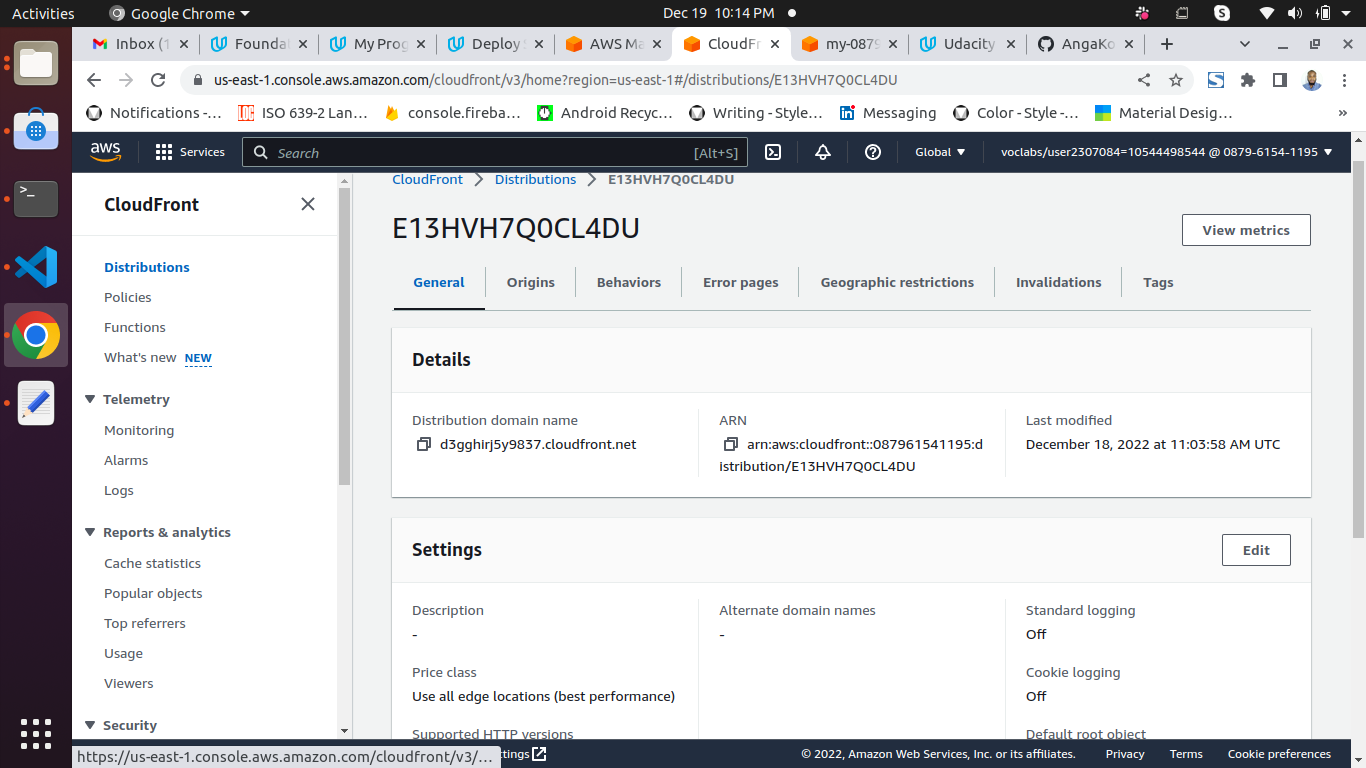 Activities Google Chrome Dec 19 10:14 PM
Inbox (1 Foundal My Prog Deploy S AWS Ma CloudFr my-0879 Udacity AngaKo
us-east-1.console.aws.amazon.com/cloudfront/v3/home?region=us-east-1#/distributions/E13HVH7Q0CL4DU
Notifications -... ISO 639-2 Lan... console.fireba... Android Recyc... Writing - Style... Messaging Color - Style -... Material Desig... »
aws Services Search [Alt+S] Global voclabs/user2307084=10544498544 @ 0879-6154-1195
CloudFront
Distributions
Policies
Functions
What's new NEW
Telemetry
Monitoring
Alarms
Logs
Reports & analytics
Cache statistics
Popular objects
Top referrers
Usage
Viewers
Security
CloudFront Distributions E13HVH7Q0CL4DU
E13HVH7Q0CL4DU View metrics
General Origins Behaviors Error pages Geographic restrictions Invalidations Tags
Details
Distribution domain name
d3gghirj5y9837.cloudfront.net
ARN
arn:aws:cloudfront::087961541195:d
istribution/E13HVH7Q0CL4DU
Last modified
December 18, 2022 at 11:03:58 AM UTC
Settings Edit
Description
-
Price class
Use all edge locations (best performance)
Supported HTTP versions
Alternate domain names
-
Standard logging
Off
Cookie logging
Off
Default root object
https://us-east-1.console.aws.amazon.com/cloudfront/v3/... ttings © 2022, Amazon Web Services, Inc. or its affiliates. Privacy Terms Cookie preferences